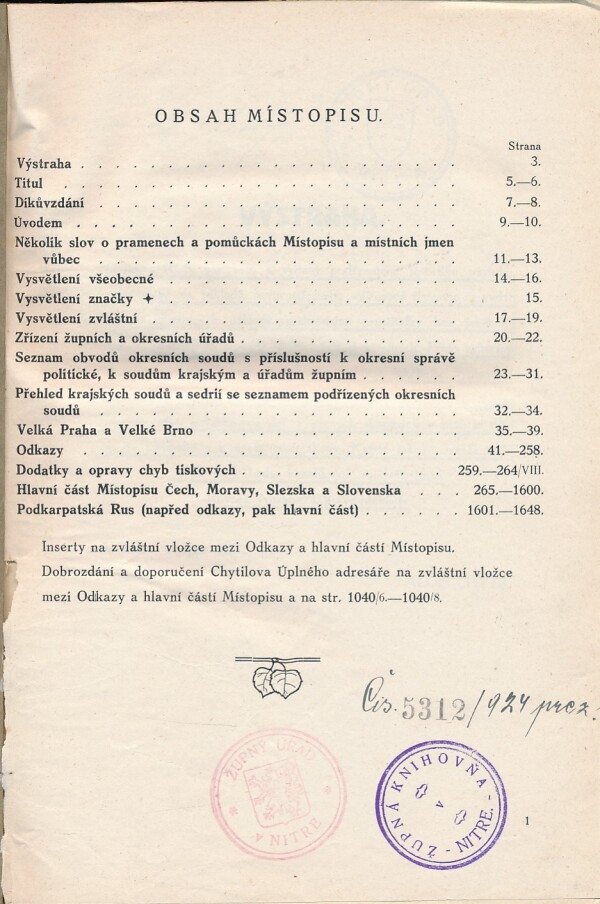 OBSAH MÍSTOPISU.
Strana
Výstraha . . . . . . . . . . . . . . . . . . . . . . 3.
Titul . . . . . . . . . . . . . . . . . . . . . . . 5.—6.
Díkůvzdání . . . . . . . . . . . . . . . . . . . . . 7.—8.
Úvodem . . . . . . . . . . . . . . . . . . . . . . 9.—10.
Několik slov o pramenech a pomůckách Místopisu a místních jmen
vůbec . . . . . . . . . . . . . . . . . . . . . 11.—13.
Vysvětlení všeobecné . . . . . . . . . . . . . . . . . 14.—16.
Vysvětlení značky ✦ . . . . . . . . . . . . . . . . . 15.
Vysvětlení zvláštní . . . . . . . . . . . . . . . . . . 17.—19.
Zřízení župních a okresních úřadů . . . . . . . . . . . . . 20.—22.
Seznam obvodů okresních soudů s příslušností k okresní správě
politické, k soudům krajským a úřadům župním . . . . . . 23.—31.
Přehled krajských soudů a sedrií se seznamem podřízených okresních
soudů . . . . . . . . . . . . . . . . . . . . . 32.—34.
Velká Praha a Velké Brno . . . . . . . . . . . . . . . 35.—39.
Odkazy . . . . . . . . . . . . . . . . . . . . . . 41.—258.
Dodatky a opravy chyb tiskových . . . . . . . . . . . . 259.—264/VIII.
Hlavní část Místopisu Čech, Moravy, Slezska a Slovenska . . . 265.—1600.
Podkarpatská Rus (napřed odkazy, pak hlavní část) . . . . . . 1601.—1648.
Inserty na zvláštní vložce mezi Odkazy a hlavní částí Místopisu.
Dobrozdání a doporučení Chytilova Úplného adresáře na zvláštní vložce
mezi Odkazy a hlavní částí Místopisu a na str. 1040/6.—1040/8.
Čís. 5312/1924 prez.
ŽUPNÝ ÚRAD
v NITRE
ŽUPNÁ KNIHOVŇA
v
- NITRE. -
1